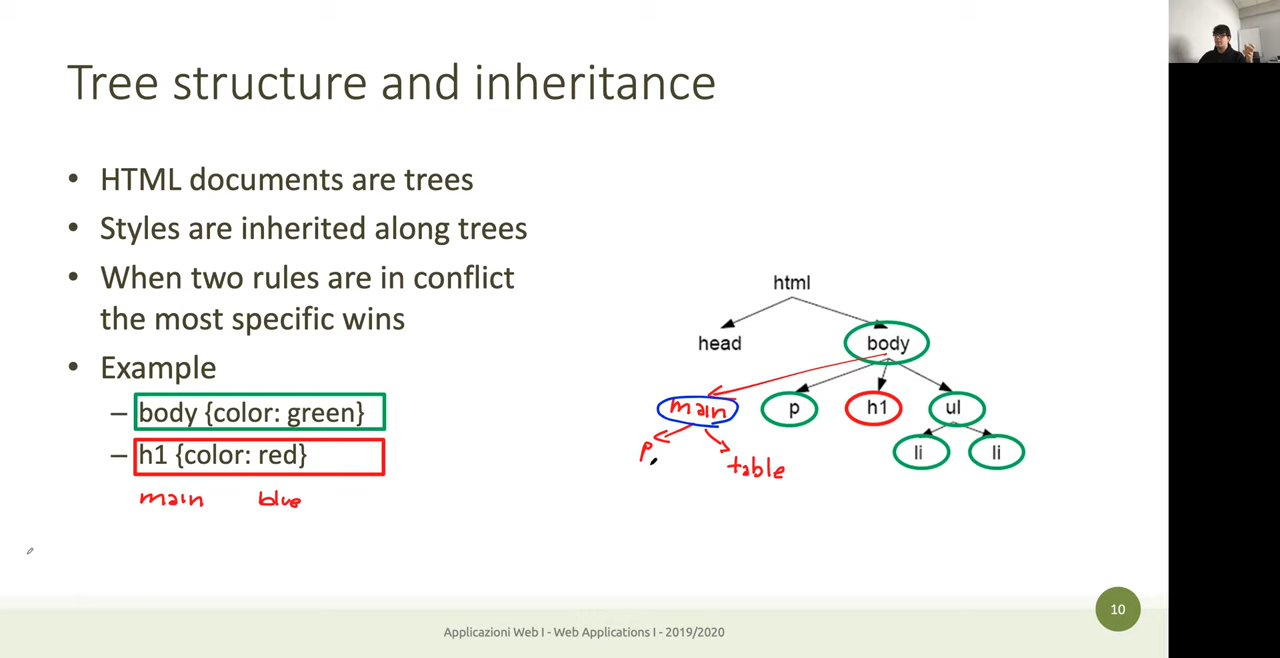 Tree structure and inheritance
• HTML documents are trees
• Styles are inherited along trees
• When two rules are in conflict
the most specific wins
• Example
– body {color: green}
– h1 {color: red}
main blue
html
head body
main p h1 ul
p table li li
10
Applicazioni Web I - Web Applications I - 2019/2020